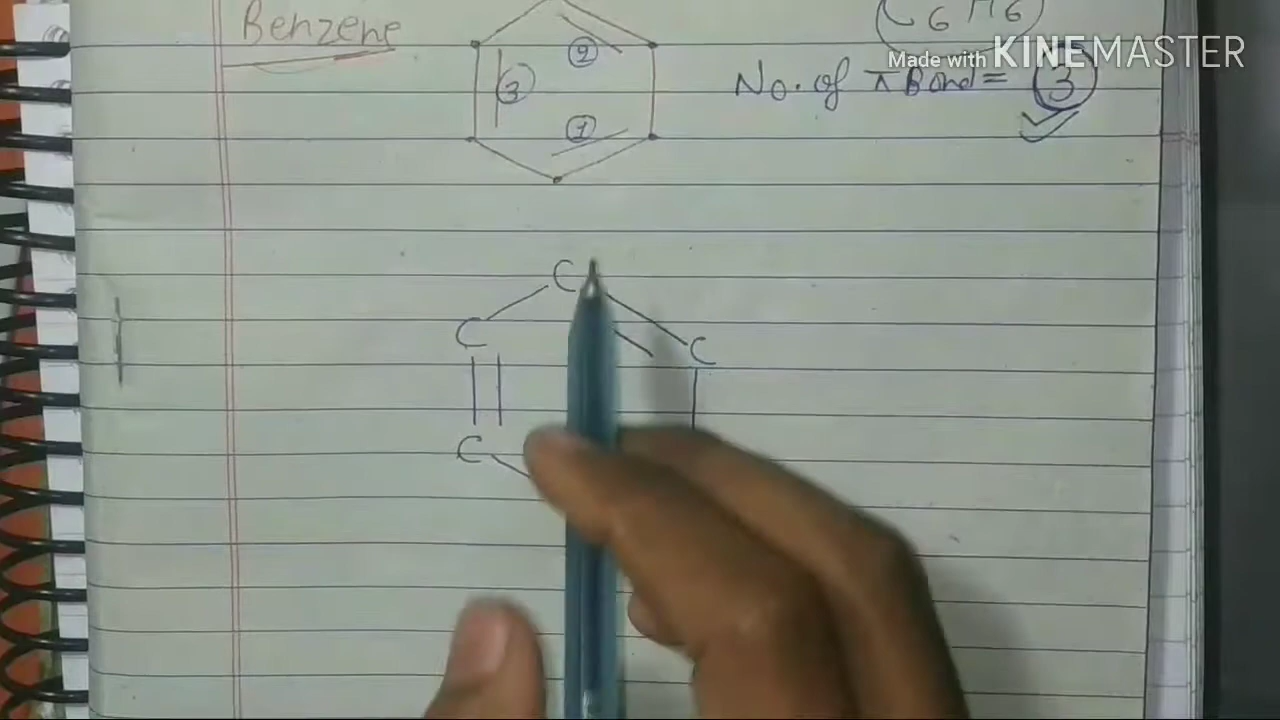 Benzene
C6H6
Made with KINEMASTER
②
No. of π Bond = ③
③
①
C
C
C
C